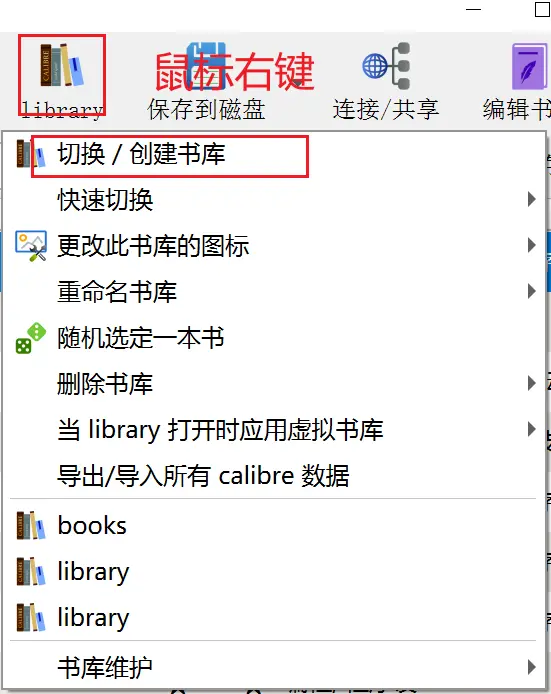 鼠标右键
library
保存到磁盘
连接/共享
编辑书
切换 / 创建书库
快速切换
更改此书库的图标
重命名书库
随机选定一本书
删除书库
当 library 打开时应用虚拟书库
导出/导入所有 calibre 数据
books
library
library
书库维护